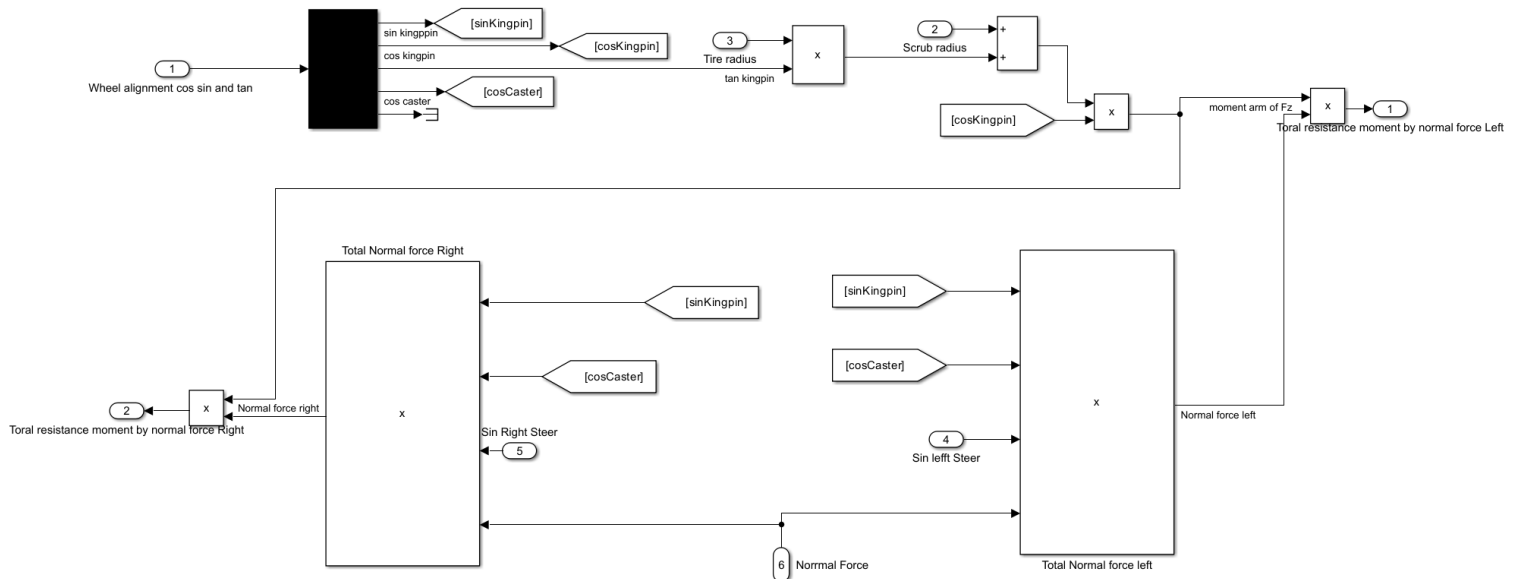 1
Wheel alignment cos sin and tan
sin kingppin
[sinKingpin]
cos kingpin
[cosKingpin]
tan kingpin
cos caster
[cosCaster]
3
Tire radius
x
2
Scrub radius
+
+
[cosKingpin]
x
moment arm of Fz
x
1
Toral resistance moment by normal force Left
Total Normal force Right
x
[sinKingpin]
[cosCaster]
Sin Right Steer
5
Normal force right
x
2
Toral resistance moment by normal force Right
[sinKingpin]
[cosCaster]
4
Sin lefft Steer
x
Normal force left
6
Norrmal Force
Total Normal force left